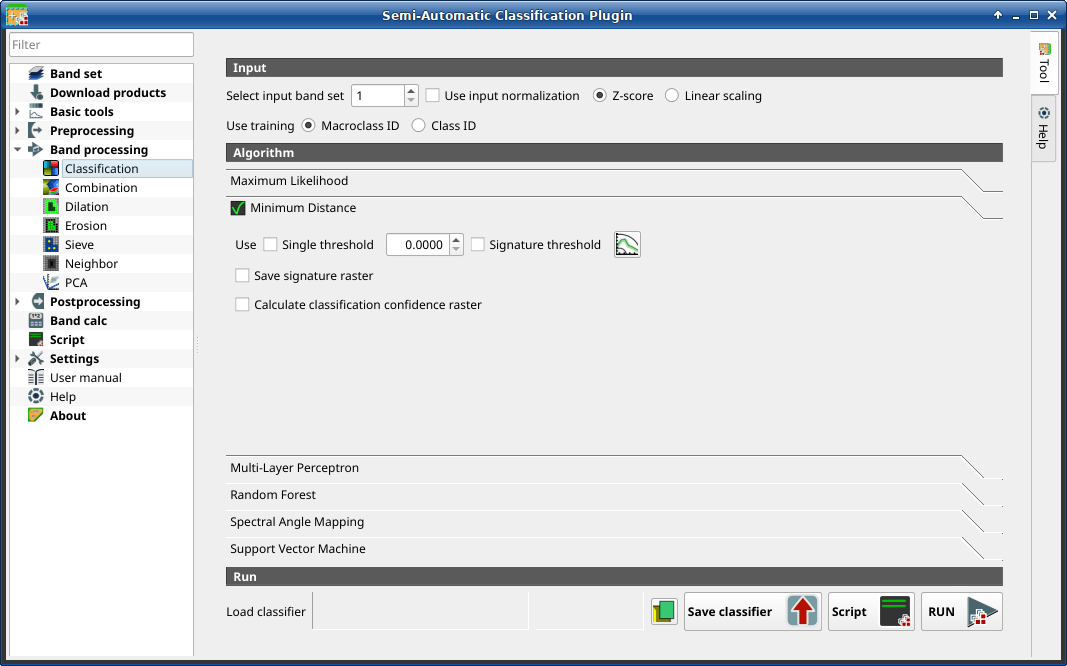 Semi-Automatic Classification Plugin
Filter
Band set
Download products
Basic tools
Preprocessing
Band processing
Classification
Combination
Dilation
Erosion
Sieve
Neighbor
PCA
Postprocessing
Band calc
Script
Settings
User manual
Help
About
Input
Select input band set 1 Use input normalization Z-score Linear scaling
Use training Macroclass ID Class ID
Algorithm
Maximum Likelihood
Minimum Distance
Use Single threshold 0.0000 Signature threshold
Save signature raster
Calculate classification confidence raster
Multi-Layer Perceptron
Random Forest
Spectral Angle Mapping
Support Vector Machine
Run
Load classifier Save classifier Script RUN
Tool
Help